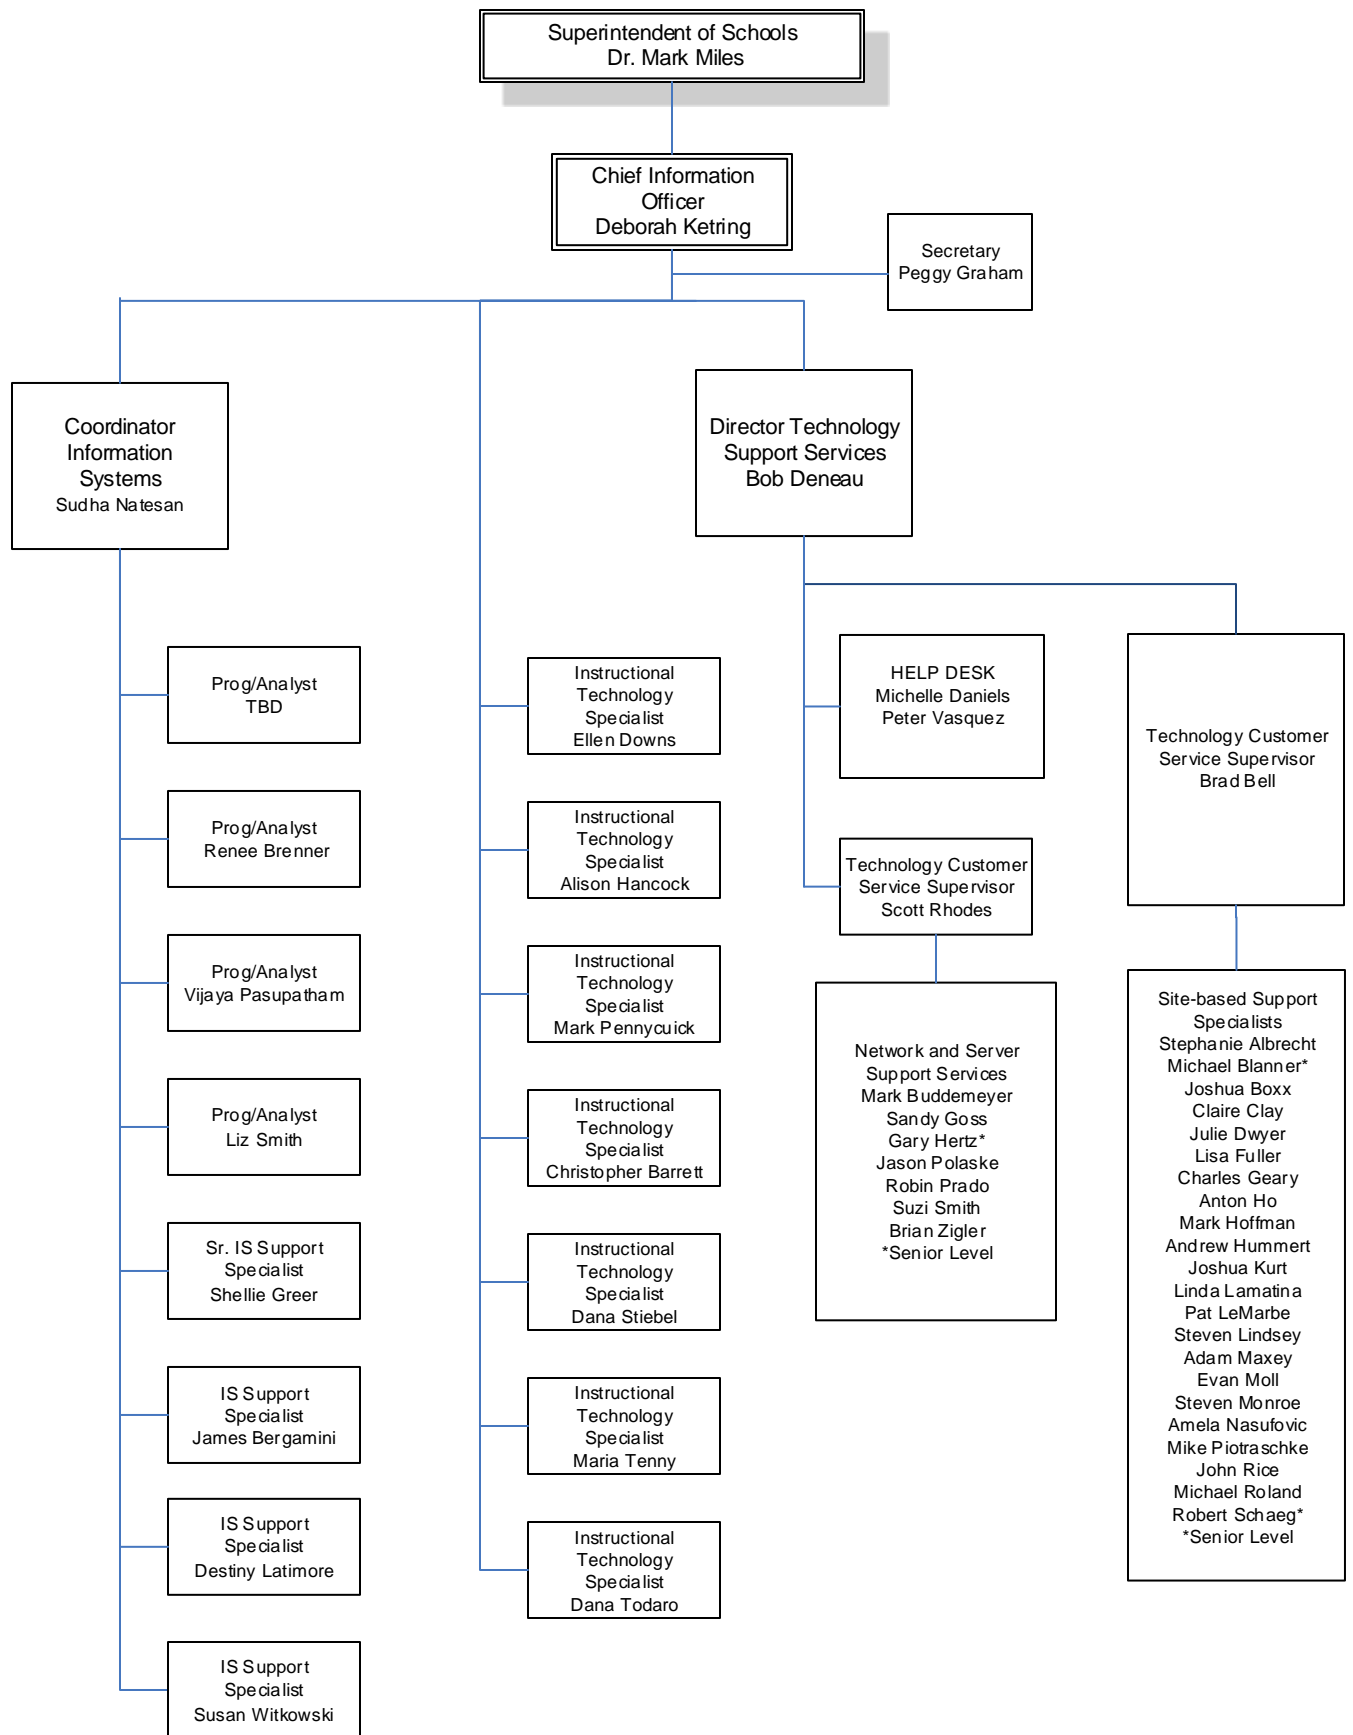 Superintendent of Schools
Dr. Mark Miles
Chief Information
Officer
Deborah Ketring
Secretary
Peggy Graham
Coordinator
Information
Systems
Sudha Natesan
Director Technology
Support Services
Bob Deneau
Prog/Analyst
TBD
Prog/Analyst
Renee Brenner
Prog/Analyst
Vijaya Pasupatham
Prog/Analyst
Liz Smith
Sr. IS Support
Specialist
Shellie Greer
IS Support
Specialist
James Bergamini
IS Support
Specialist
Destiny Latimore
IS Support
Specialist
Susan Witkowski
Instructional
Technology
Specialist
Ellen Downs
Instructional
Technology
Specialist
Alison Hancock
Instructional
Technology
Specialist
Mark Pennycuick
Instructional
Technology
Specialist
Christopher Barrett
Instructional
Technology
Specialist
Dana Stiebel
Instructional
Technology
Specialist
Maria Tenny
Instructional
Technology
Specialist
Dana Todaro
HELP DESK
Michelle Daniels
Peter Vasquez
Technology Customer
Service Supervisor
Scott Rhodes
Network and Server
Support Services
Mark Buddemeyer
Sandy Goss
Gary Hertz*
Jason Polaske
Robin Prado
Suzi Smith
Brian Zigler
*Senior Level
Technology Customer
Service Supervisor
Brad Bell
Site-based Support
Specialists
Stephanie Albrecht
Michael Blanner*
Joshua Boxx
Claire Clay
Julie Dwyer
Lisa Fuller
Charles Geary
Anton Ho
Mark Hoffman
Andrew Hummert
Joshua Kurt
Linda Lamatina
Pat LeMarbe
Steven Lindsey
Adam Maxey
Evan Moll
Steven Monroe
Amela Nasufovic
Mike Piotraschke
John Rice
Michael Roland
Robert Schaeg*
*Senior Level